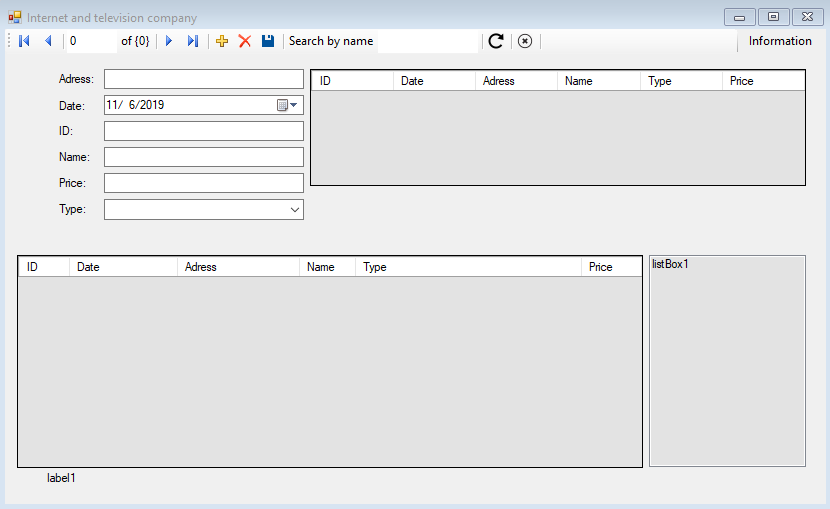 Internet and television company
0 of {0} Search by name Information
Adress:
Date: 11/ 6/2019
ID:
Name:
Price:
Type:
ID Date Adress Name Type Price
ID Date Adress Name Type Price
listBox1
label1